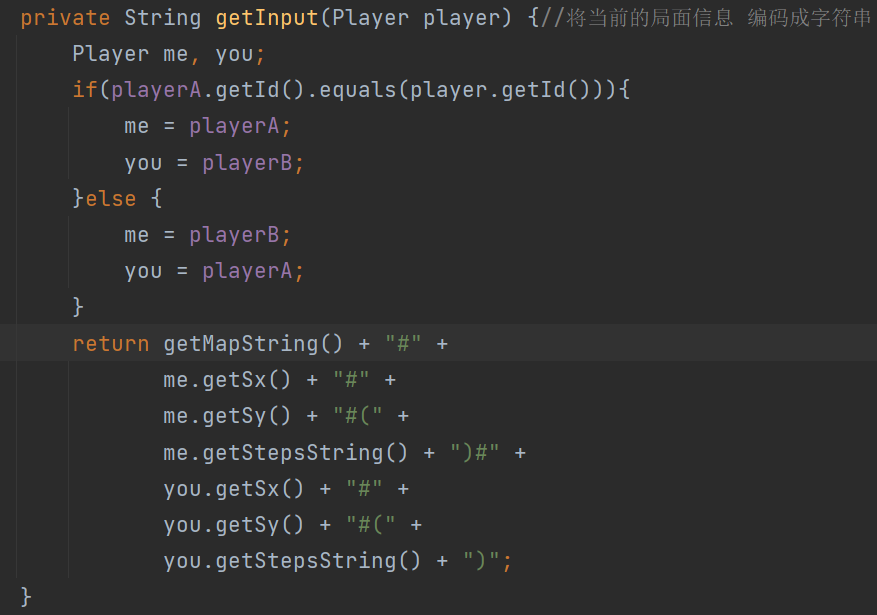 private String getInput(Player player) {//将当前的局面信息 编码成字符串
    Player me, you;
    if(playerA.getId().equals(player.getId())){
        me = playerA;
        you = playerB;
    }else {
        me = playerB;
        you = playerA;
    }
    return getMapString() + "#" +
           me.getSx() + "#" +
           me.getSy() + "#(" +
           me.getStepsString() + ")#" +
           you.getSx() + "#" +
           you.getSy() + "#(" +
           you.getStepsString() + ")";
}